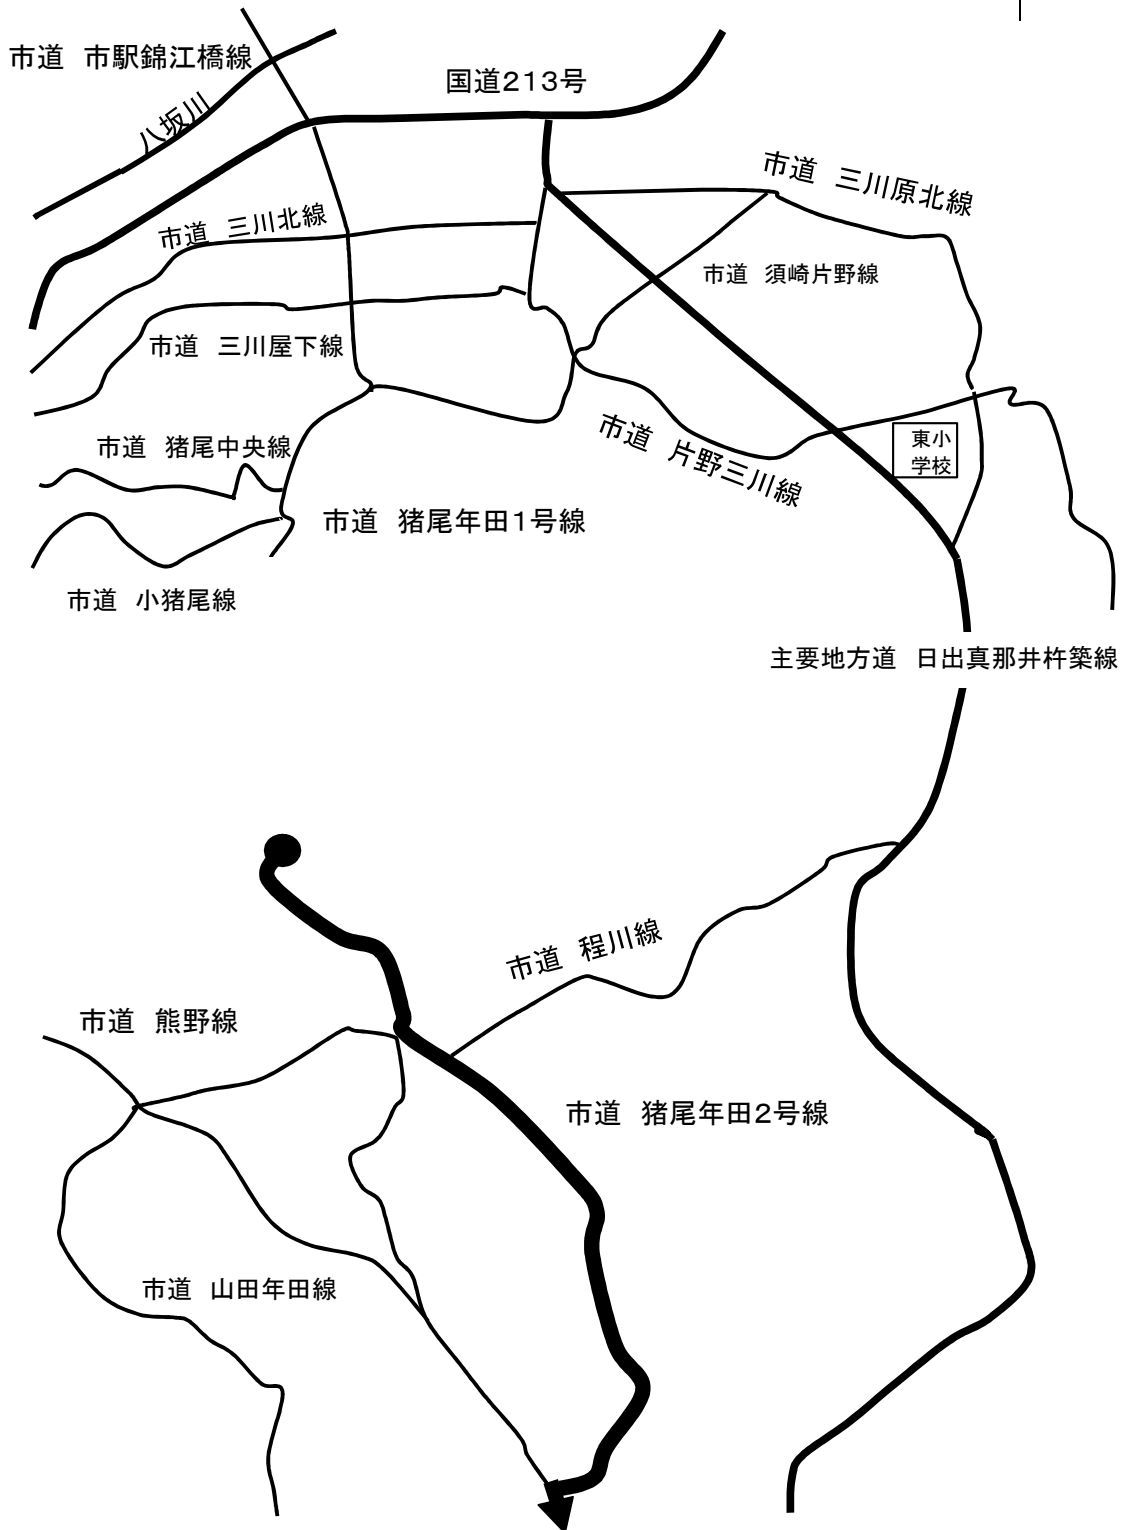 市道　市駅錦江橋線
国道213号
八坂川
市道　三川原北線
市道　三川北線
市道　須崎片野線
市道　三川屋下線
市道　片野三川線
東小
学校
市道　猪尾中央線
市道　猪尾年田1号線
市道　小猪尾線
主要地方道　日出真那井杵築線
市道　程川線
市道　熊野線
市道　猪尾年田2号線
市道　山田年田線